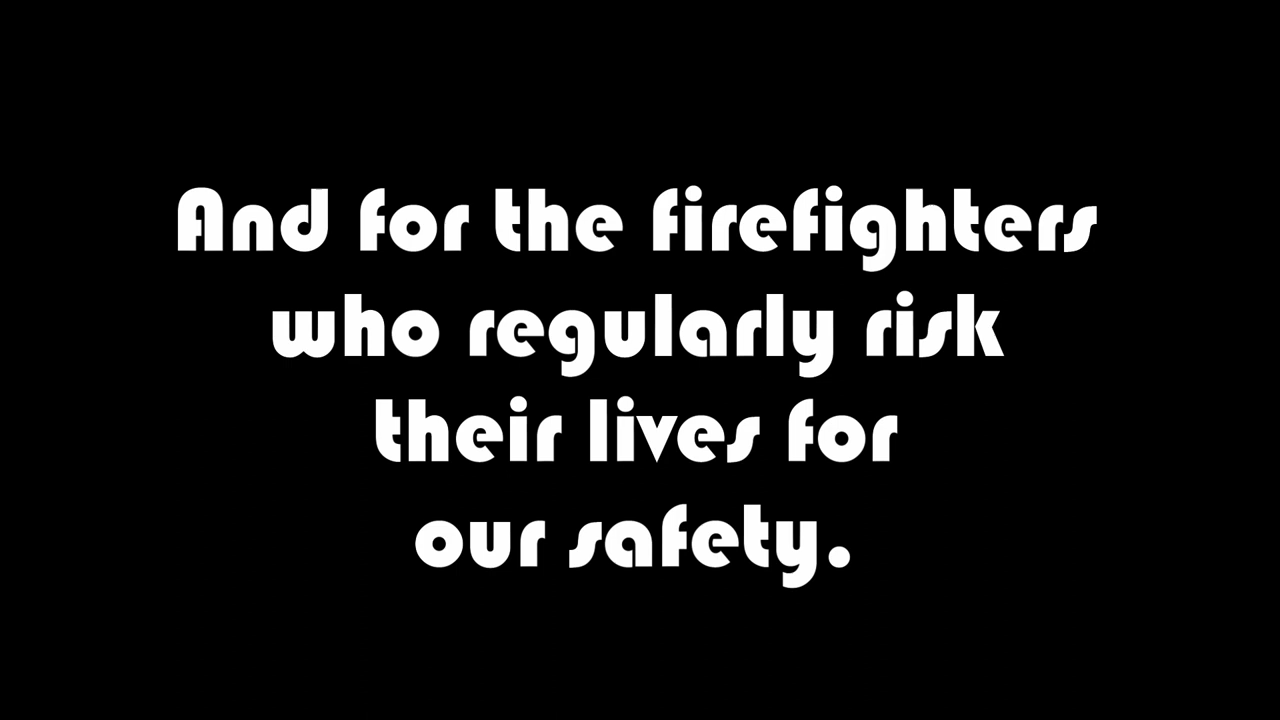 And for the firefighters
who regularly risk
their lives for
our safety.